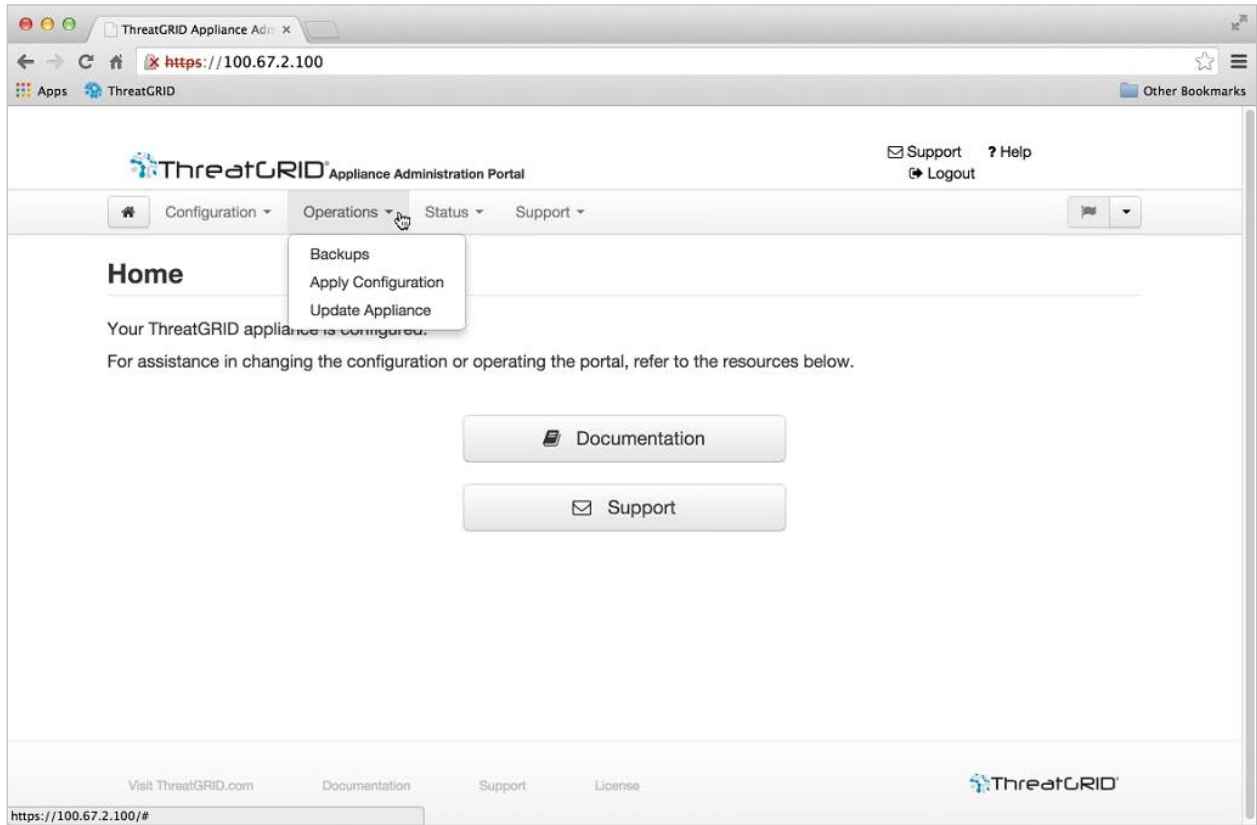 ThreatGRID Appliance Adm
https://100.67.2.100
Apps ThreatGRID Other Bookmarks
ThreatGRID Appliance Administration Portal
Support ? Help
Logout
Configuration Operations Status Support
Backups
Apply Configuration
Update Appliance
Home
Your ThreatGRID appliance is configured.
For assistance in changing the configuration or operating the portal, refer to the resources below.
Documentation
Support
Visit ThreatGRID.com Documentation Support License ThreatGRID
https://100.67.2.100/#